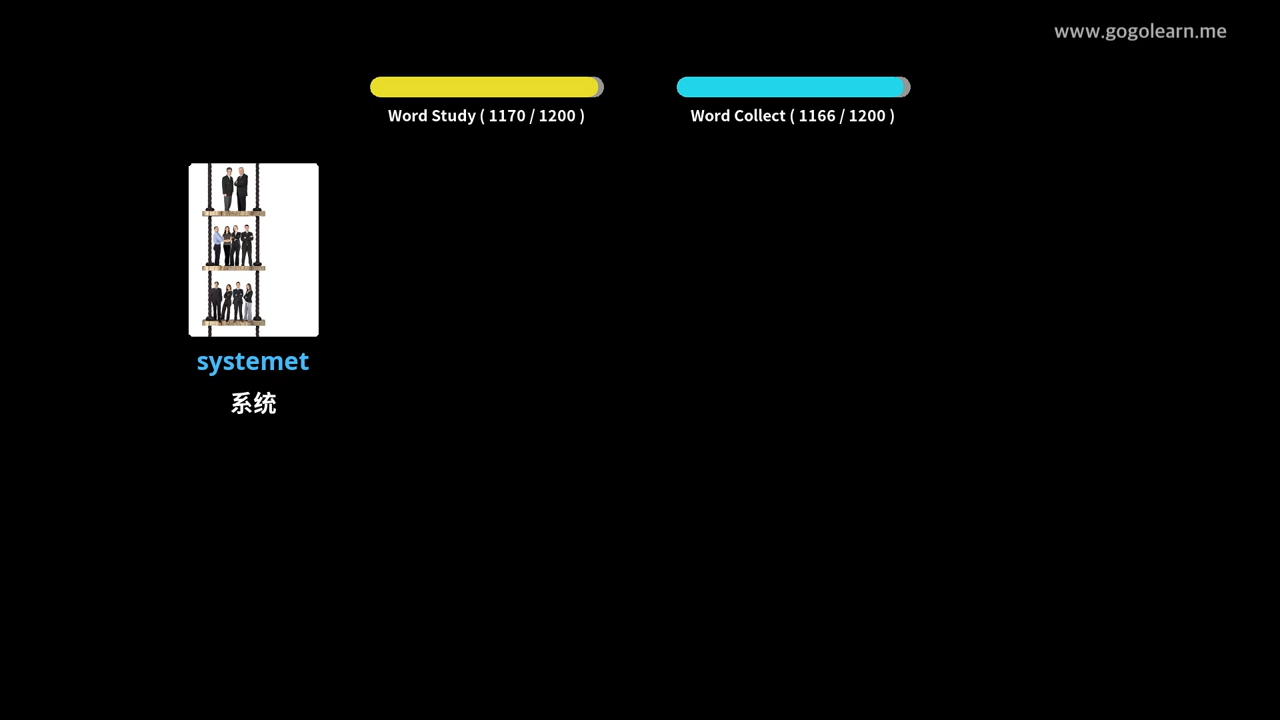 www.gogolearn.me
Word Study ( 1170 / 1200 )
Word Collect ( 1166 / 1200 )
systemet
系统